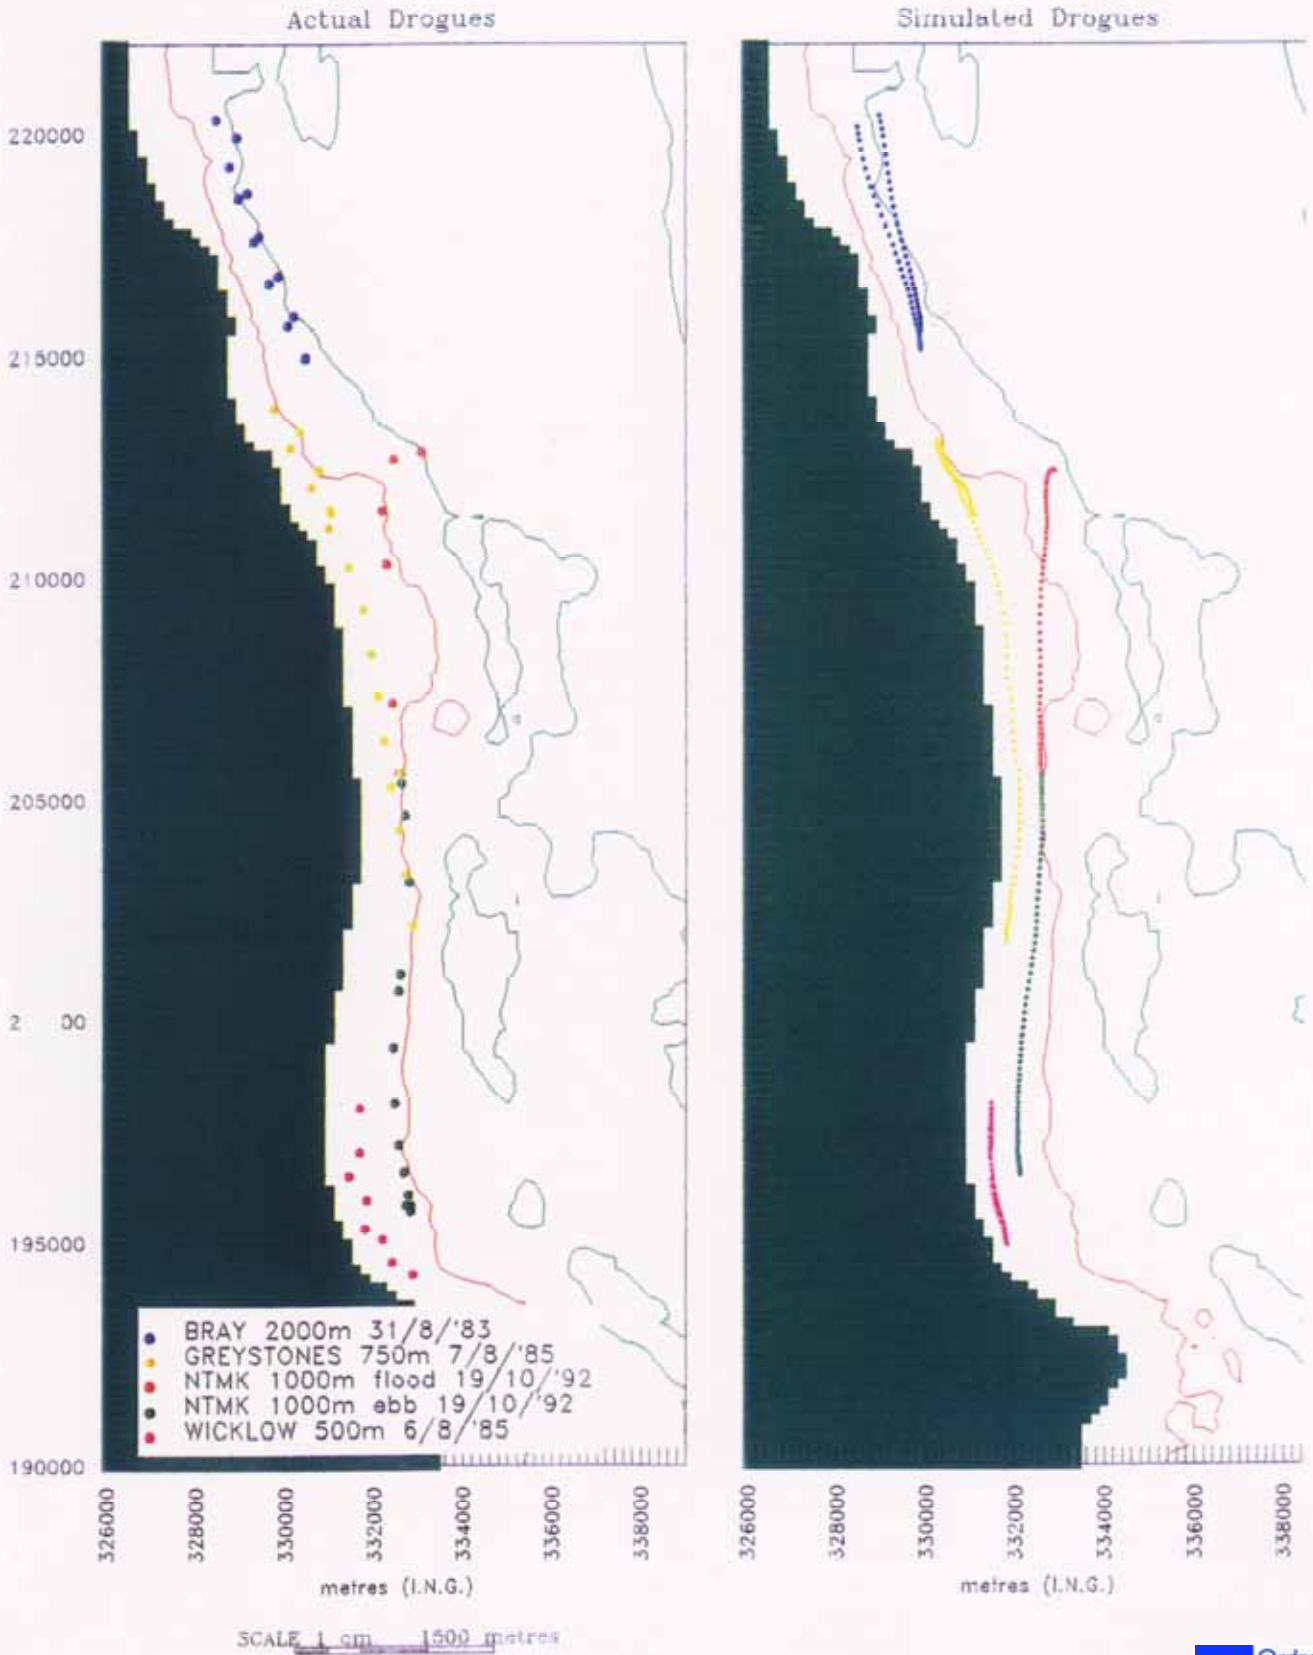 Actual Drogues
Simulated Drogues
220000
215000
210000
205000
2 00
195000
190000
BRAY 2000m 31/8/'83
GREYSTONES 750m 7/8/'85
NTMK 1000m flood 19/10/'92
NTMK 1000m ebb 19/10/'92
WICKLOW 500m 6/8/'85
326000 328000 330000 332000 334000 336000 338000
326000 328000 330000 332000 334000 336000 338000
metres (I.N.G.)
metres (I.N.G.)
SCALE 1 cm 1500 metres